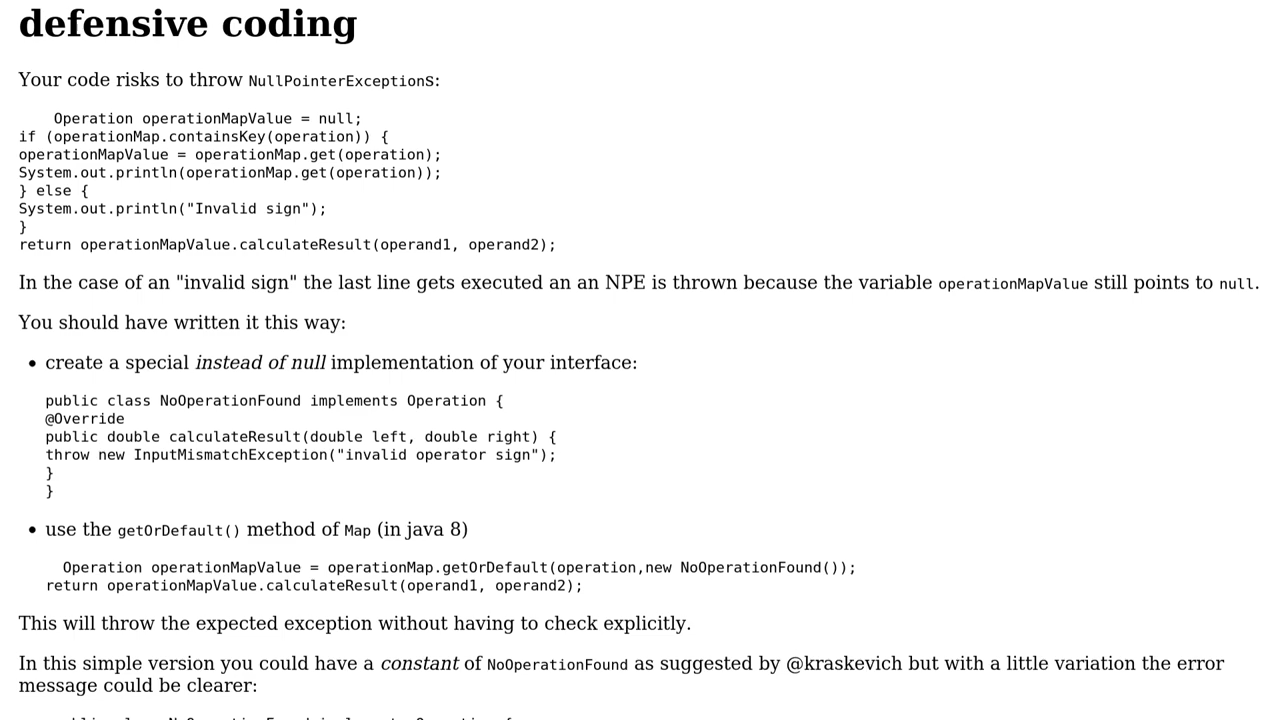 defensive coding
Your code risks to throw NullPointerExceptions:
Operation operationMapValue = null;
if (operationMap.containsKey(operation)) {
operationMapValue = operationMap.get(operation);
System.out.println(operationMap.get(operation));
} else {
System.out.println("Invalid sign");
}
return operationMapValue.calculateResult(operand1, operand2);
In the case of an "invalid sign" the last line gets executed an an NPE is thrown because the variable operationMapValue still points to null.
You should have written it this way:
• create a special instead of null implementation of your interface:
public class NoOperationFound implements Operation {
@Override
public double calculateResult(double left, double right) {
throw new InputMismatchException("invalid operator sign");
}
}
• use the getOrDefault() method of Map (in java 8)
Operation operationMapValue = operationMap.getOrDefault(operation,new NoOperationFound());
return operationMapValue.calculateResult(operand1, operand2);
This will throw the expected exception without having to check explicitly.
In this simple version you could have a constant of NoOperationFound as suggested by @kraskevich but with a little variation the error
message could be clearer: